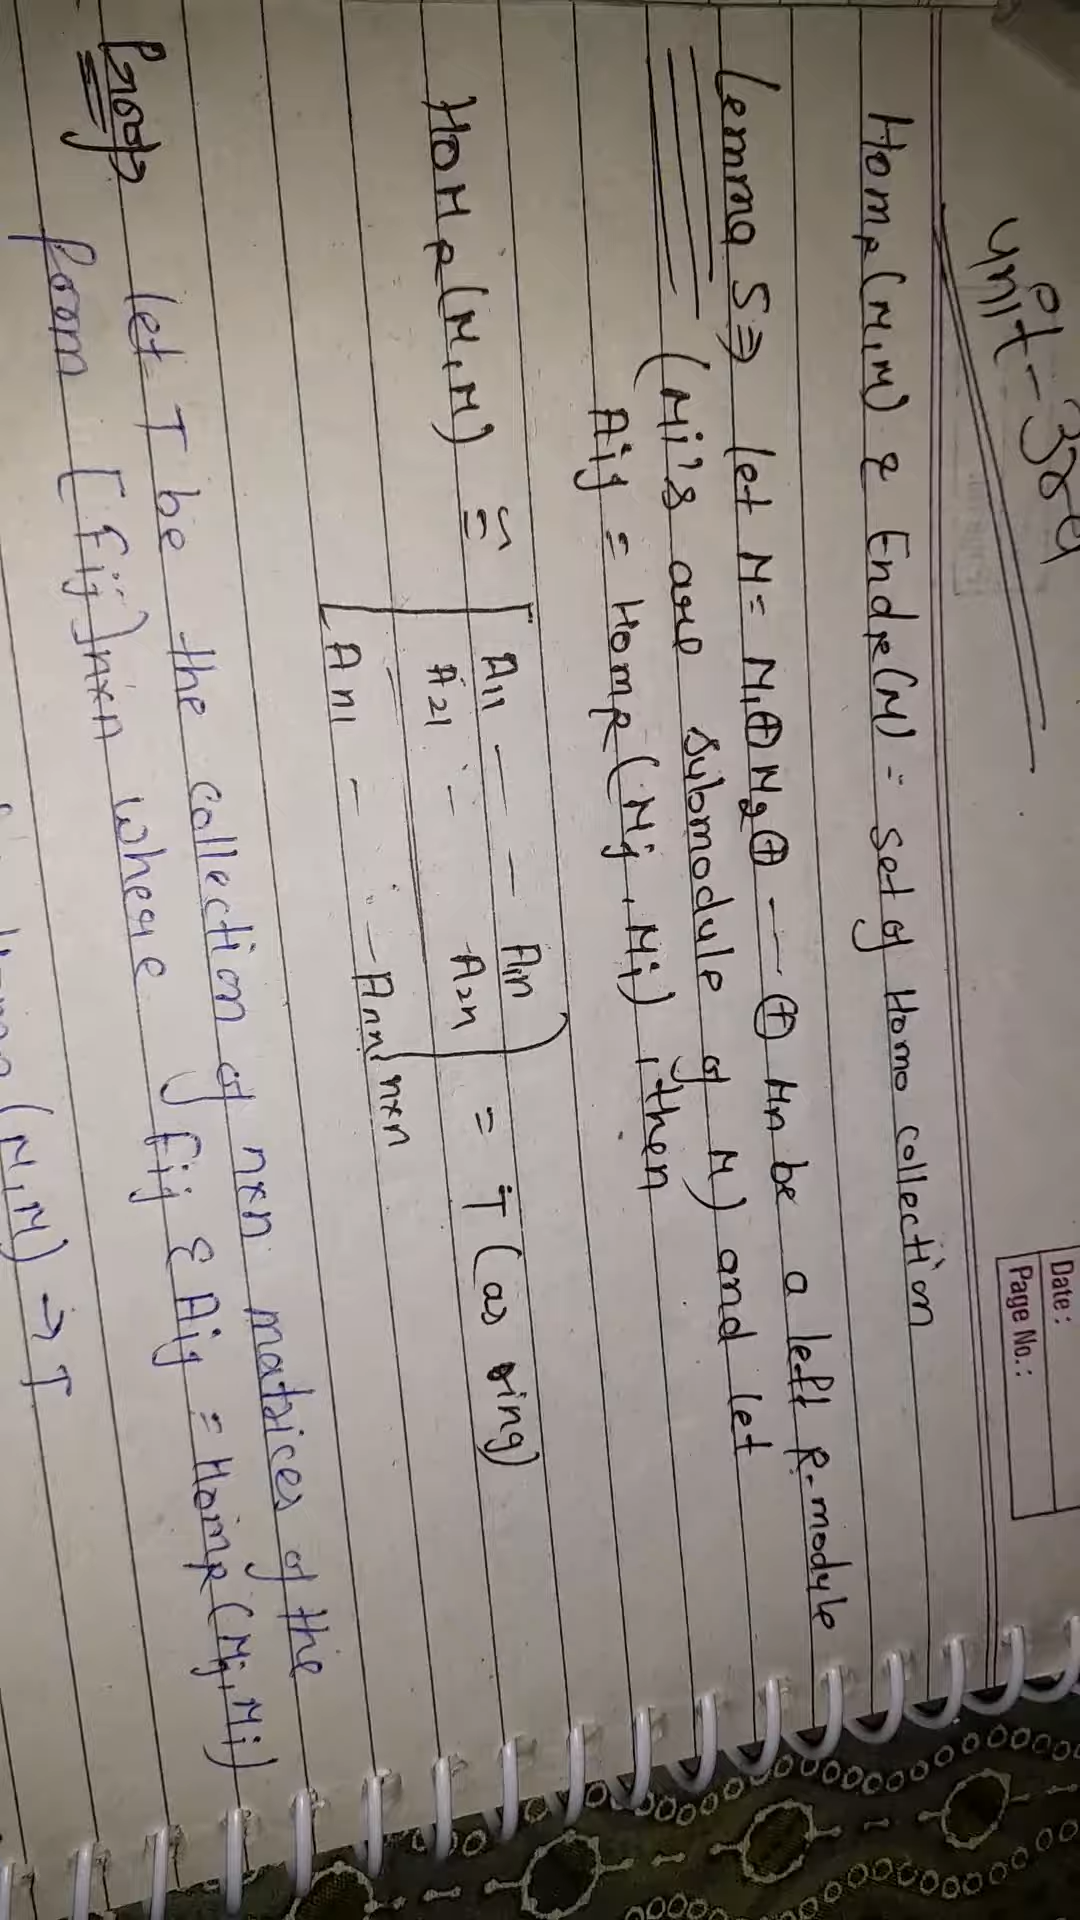 Unit-3rd
Date:
Page No.:
HomR(M,M) & EndR(M) = set of Homo collection
Lemma 5⇒ let M = M1⊕M2⊕ --- ⊕ Mn be a left R-module
(Mi's are submodule of M) and let
Aij = HomR(Mj, Mi), then
HOMR(M,M) ≅ [A11 — — A1n
A21 . - A2n
An1 - . . - Ann]n×n = T (as ring)
Proof let T be the collection of n×n matrices of the
form [fij]n×n where fij ∈ Aij = HomR(Mj, Mi)
(M,M) → T